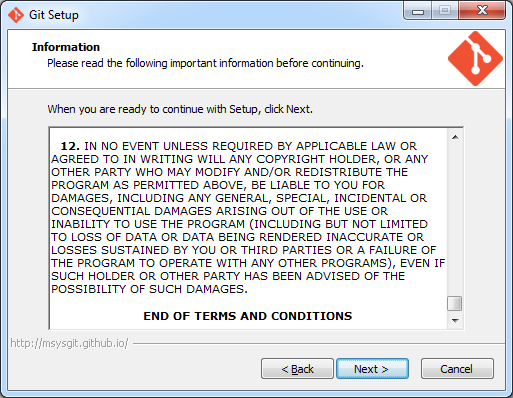 Git Setup
Information
Please read the following important information before continuing.
When you are ready to continue with Setup, click Next.
12. IN NO EVENT UNLESS REQUIRED BY APPLICABLE LAW OR
AGREED TO IN WRITING WILL ANY COPYRIGHT HOLDER, OR ANY
OTHER PARTY WHO MAY MODIFY AND/OR REDISTRIBUTE THE
PROGRAM AS PERMITTED ABOVE, BE LIABLE TO YOU FOR
DAMAGES, INCLUDING ANY GENERAL, SPECIAL, INCIDENTAL OR
CONSEQUENTIAL DAMAGES ARISING OUT OF THE USE OR
INABILITY TO USE THE PROGRAM (INCLUDING BUT NOT LIMITED
TO LOSS OF DATA OR DATA BEING RENDERED INACCURATE OR
LOSSES SUSTAINED BY YOU OR THIRD PARTIES OR A FAILURE OF
THE PROGRAM TO OPERATE WITH ANY OTHER PROGRAMS), EVEN IF
SUCH HOLDER OR OTHER PARTY HAS BEEN ADVISED OF THE
POSSIBILITY OF SUCH DAMAGES.
END OF TERMS AND CONDITIONS
http://msysgit.github.io/
< Back Next > Cancel